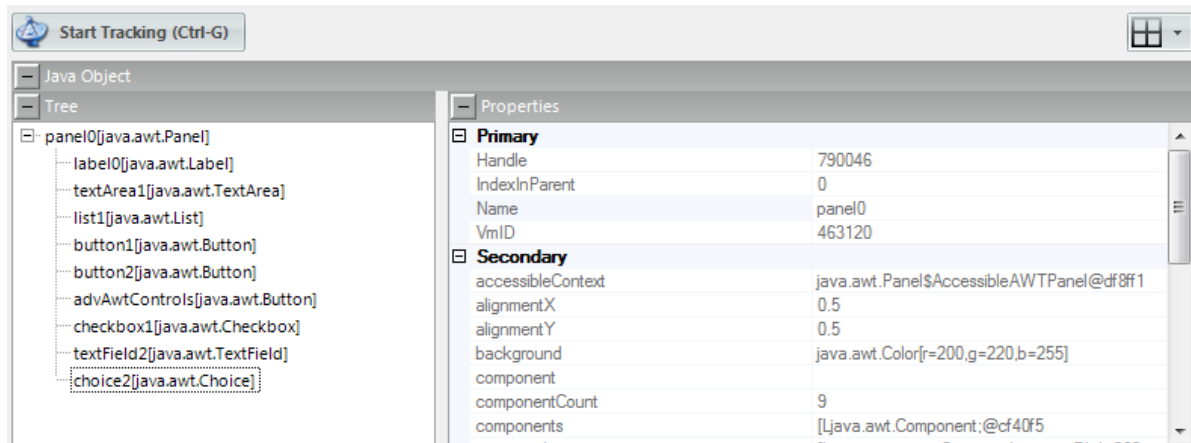 Start Tracking (Ctrl-G)
Java Object
Tree
panel0[java.awt.Panel]
label0[java.awt.Label]
textArea1[java.awt.TextArea]
list1[java.awt.List]
button1[java.awt.Button]
button2[java.awt.Button]
advAwtControls[java.awt.Button]
checkbox1[java.awt.Checkbox]
textField2[java.awt.TextField]
choice2[java.awt.Choice]
Properties
Primary
Handle 790046
IndexInParent 0
Name panel0
VmID 463120
Secondary
accessibleContext java.awt.Panel$AccessibleAWTPanel@df8ff1
alignmentX 0.5
alignmentY 0.5
background java.awt.Color[r=200,g=220,b=255]
component
componentCount 9
components [Ljava.awt.Component;@cf40f5